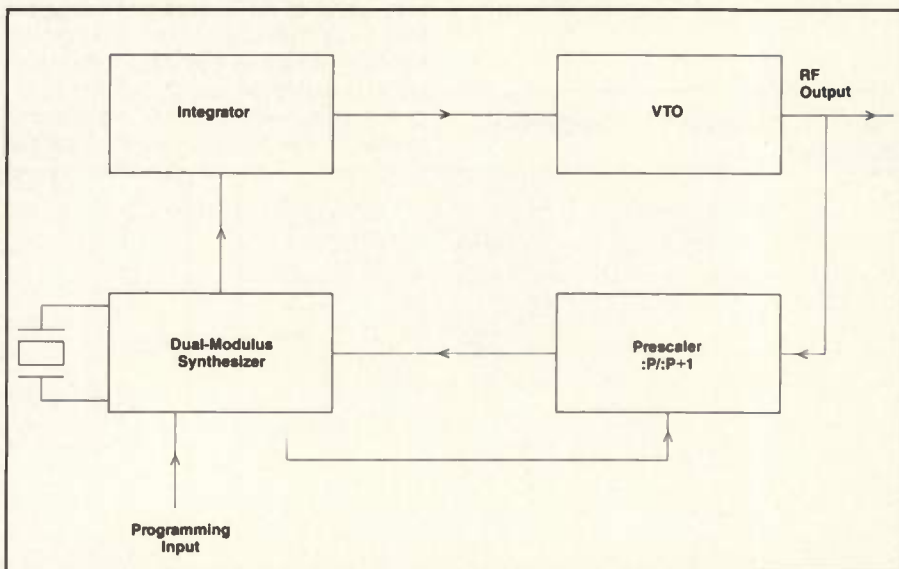 Integrator
VTO
RF
Output
Dual-Modulus
Synthesizer
Prescaler
:P/:P+1
Programming
Input